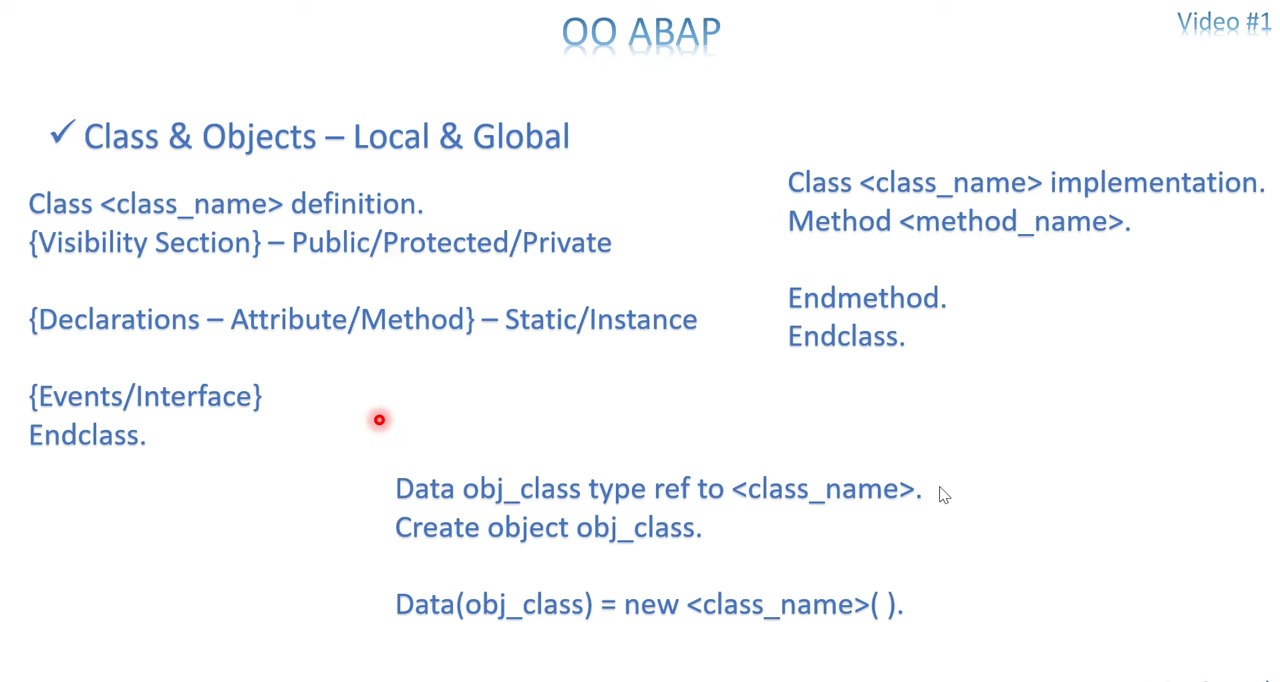 OO ABAP
Video #1
✓ Class & Objects – Local & Global
Class <class_name> definition.
{Visibility Section} – Public/Protected/Private
{Declarations – Attribute/Method} – Static/Instance
{Events/Interface}
Endclass.
Class <class_name> implementation.
Method <method_name>.
Endmethod.
Endclass.
Data obj_class type ref to <class_name>.
Create object obj_class.
Data(obj_class) = new <class_name>( ).